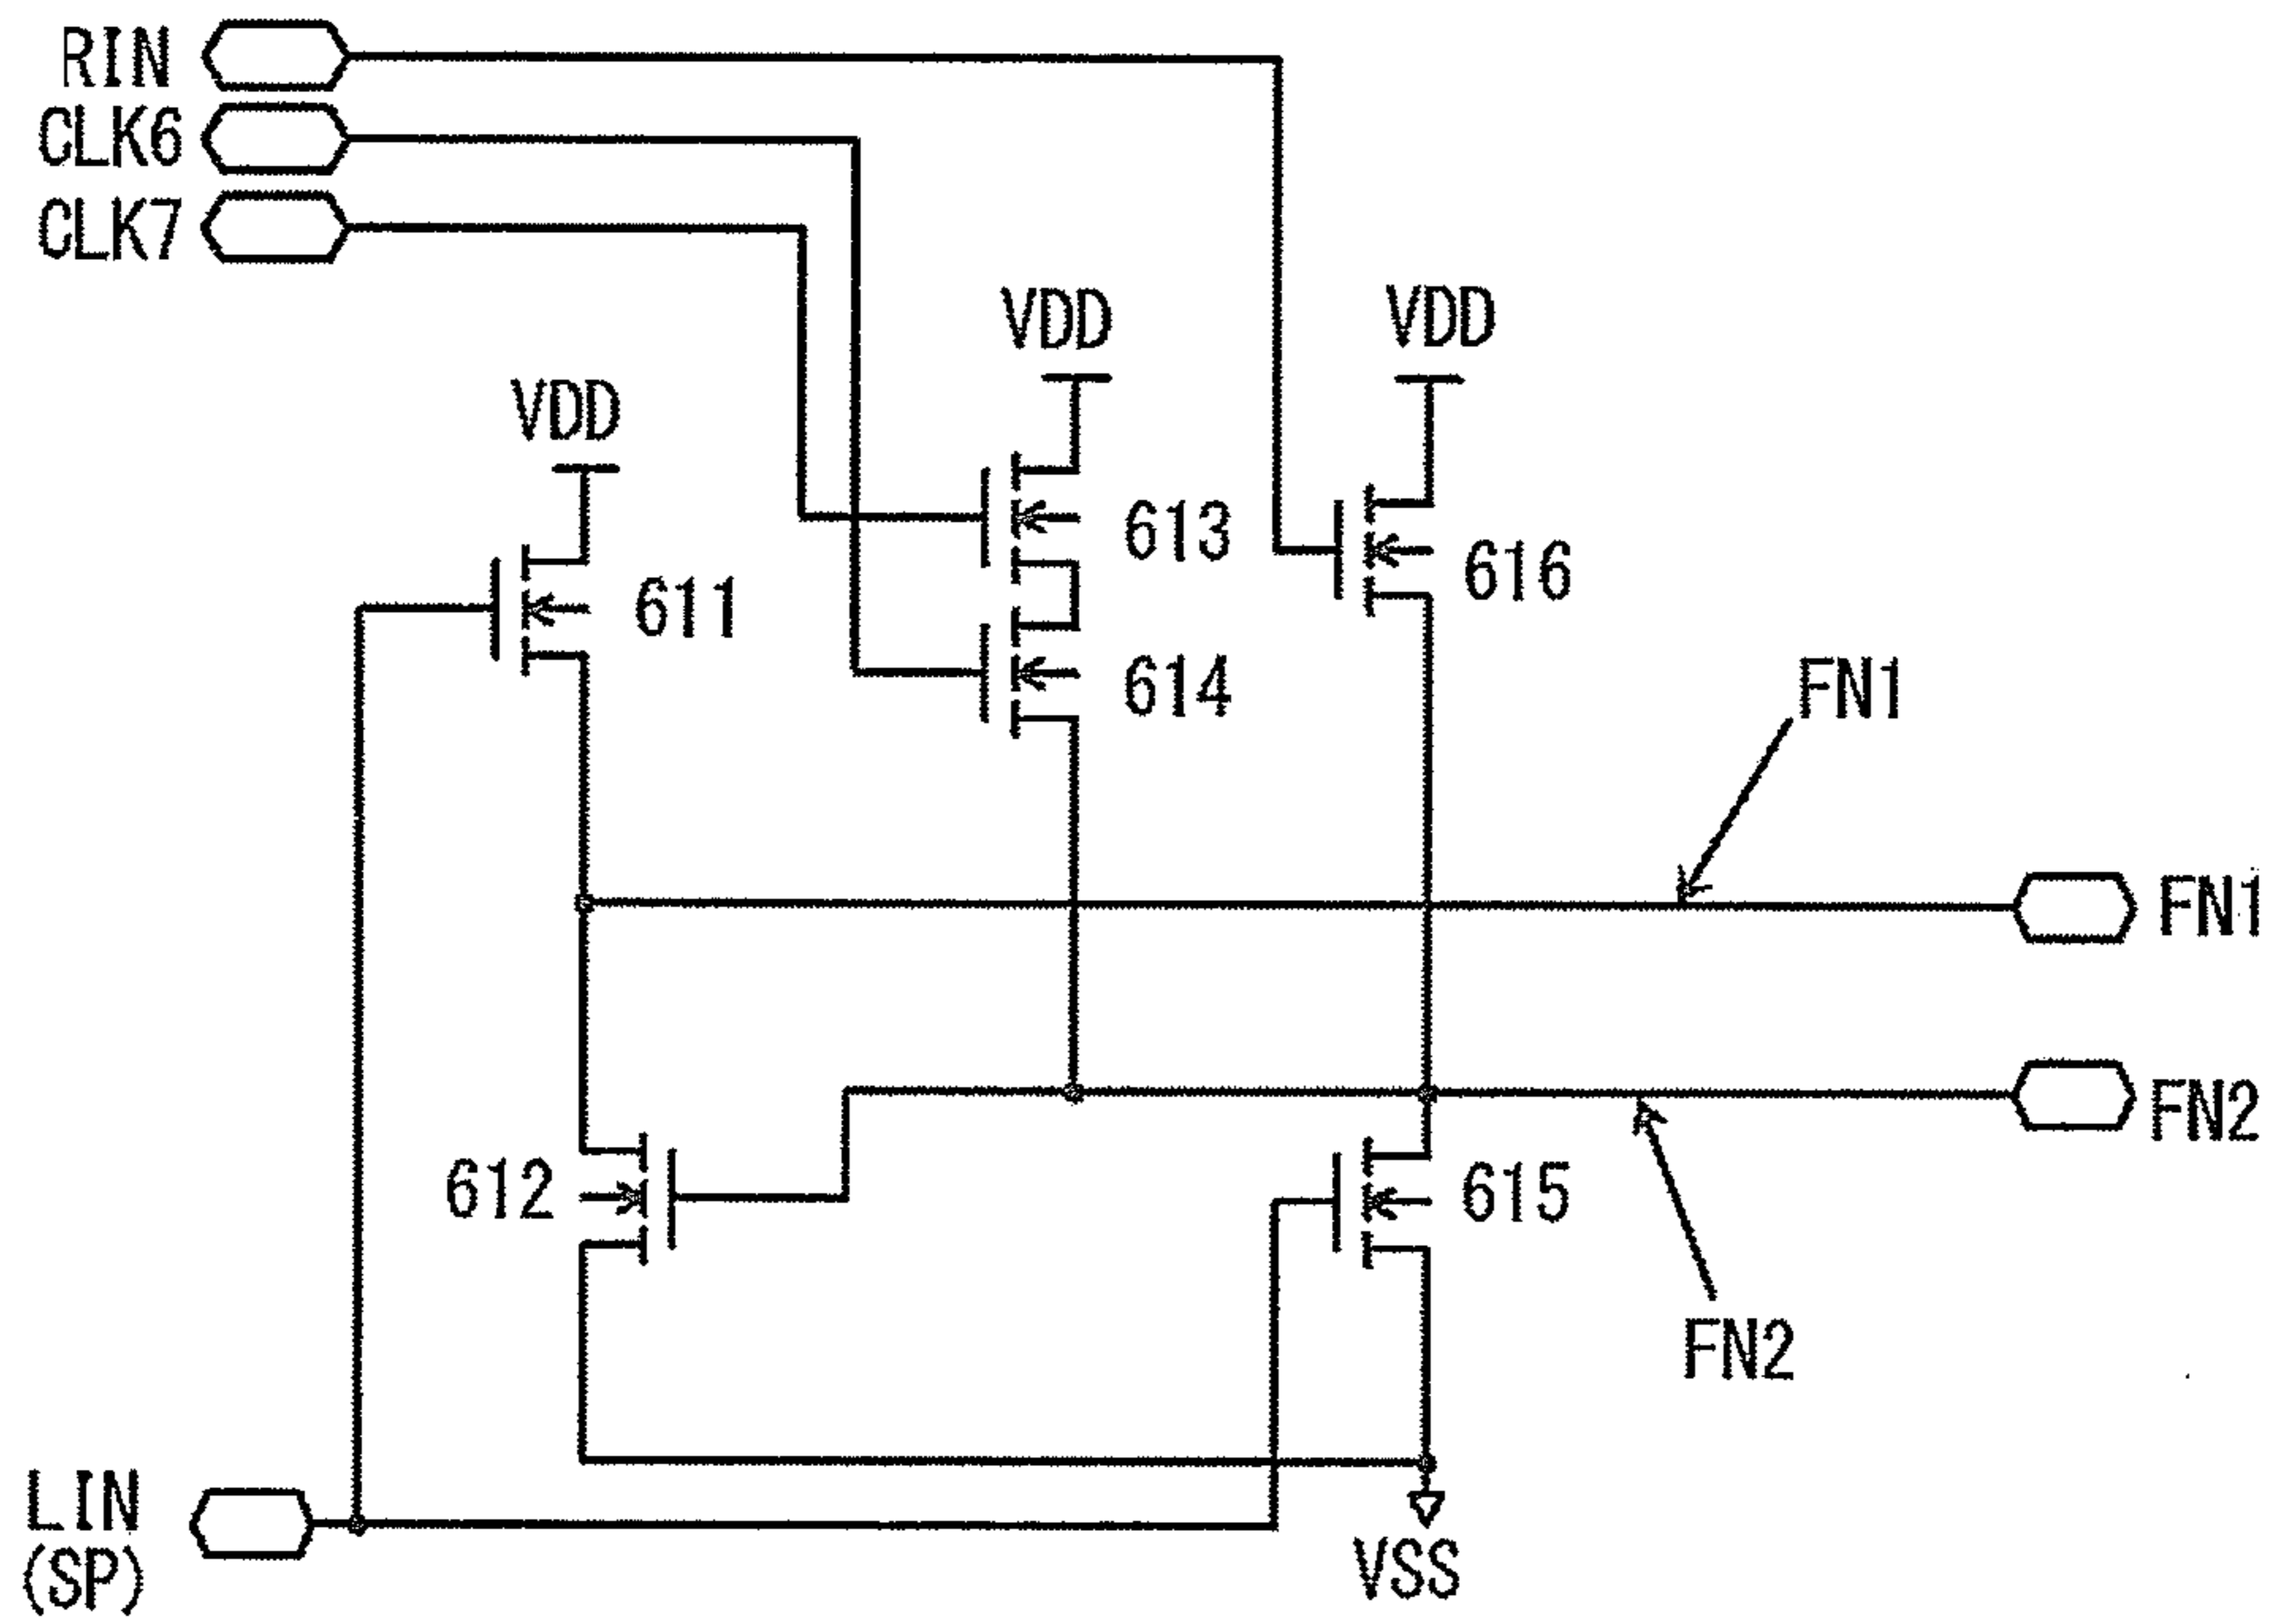 RIN
CLK6
CLK7
VDD
VDD
VDD
613
616
611
614
FN1
FN1
FN2
612
615
FN2
LIN
(SP)
VSS